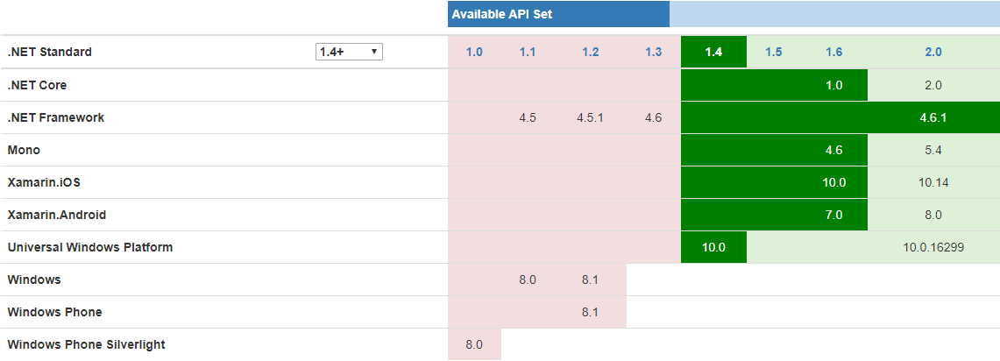 Available API Set
.NET Standard 1.4+ 1.0 1.1 1.2 1.3 1.4 1.5 1.6 2.0
.NET Core 1.0 2.0
.NET Framework 4.5 4.5.1 4.6 4.6.1
Mono 4.6 5.4
Xamarin.iOS 10.0 10.14
Xamarin.Android 7.0 8.0
Universal Windows Platform 10.0 10.0.16299
Windows 8.0 8.1
Windows Phone 8.1
Windows Phone Silverlight 8.0